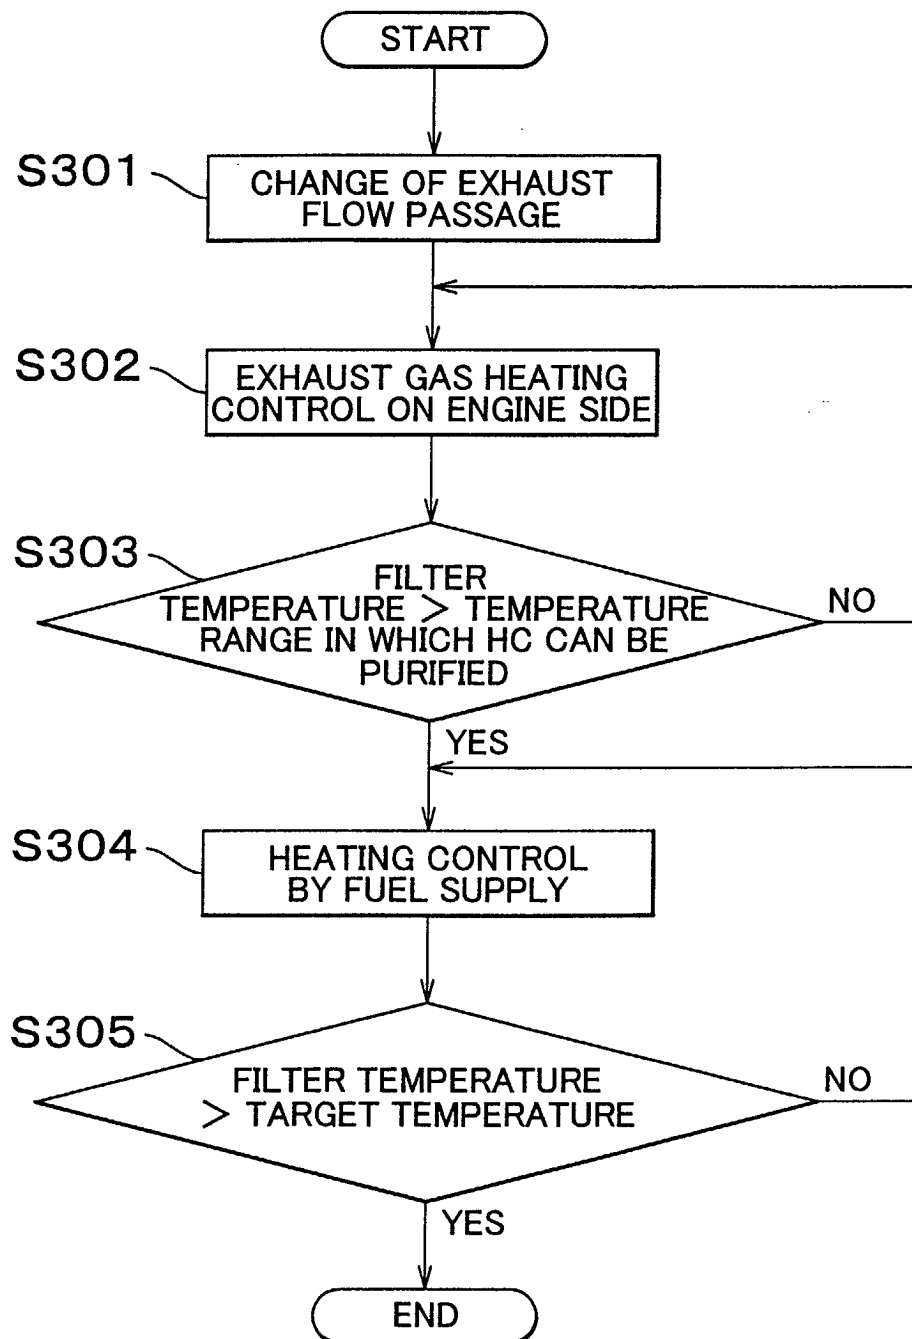 START
S301
CHANGE OF EXHAUST
FLOW PASSAGE
S302
EXHAUST GAS HEATING
CONTROL ON ENGINE SIDE
S303
FILTER
TEMPERATURE > TEMPERATURE
RANGE IN WHICH HC CAN BE
PURIFIED
NO
YES
S304
HEATING CONTROL
BY FUEL SUPPLY
S305
FILTER TEMPERATURE
> TARGET TEMPERATURE
NO
YES
END